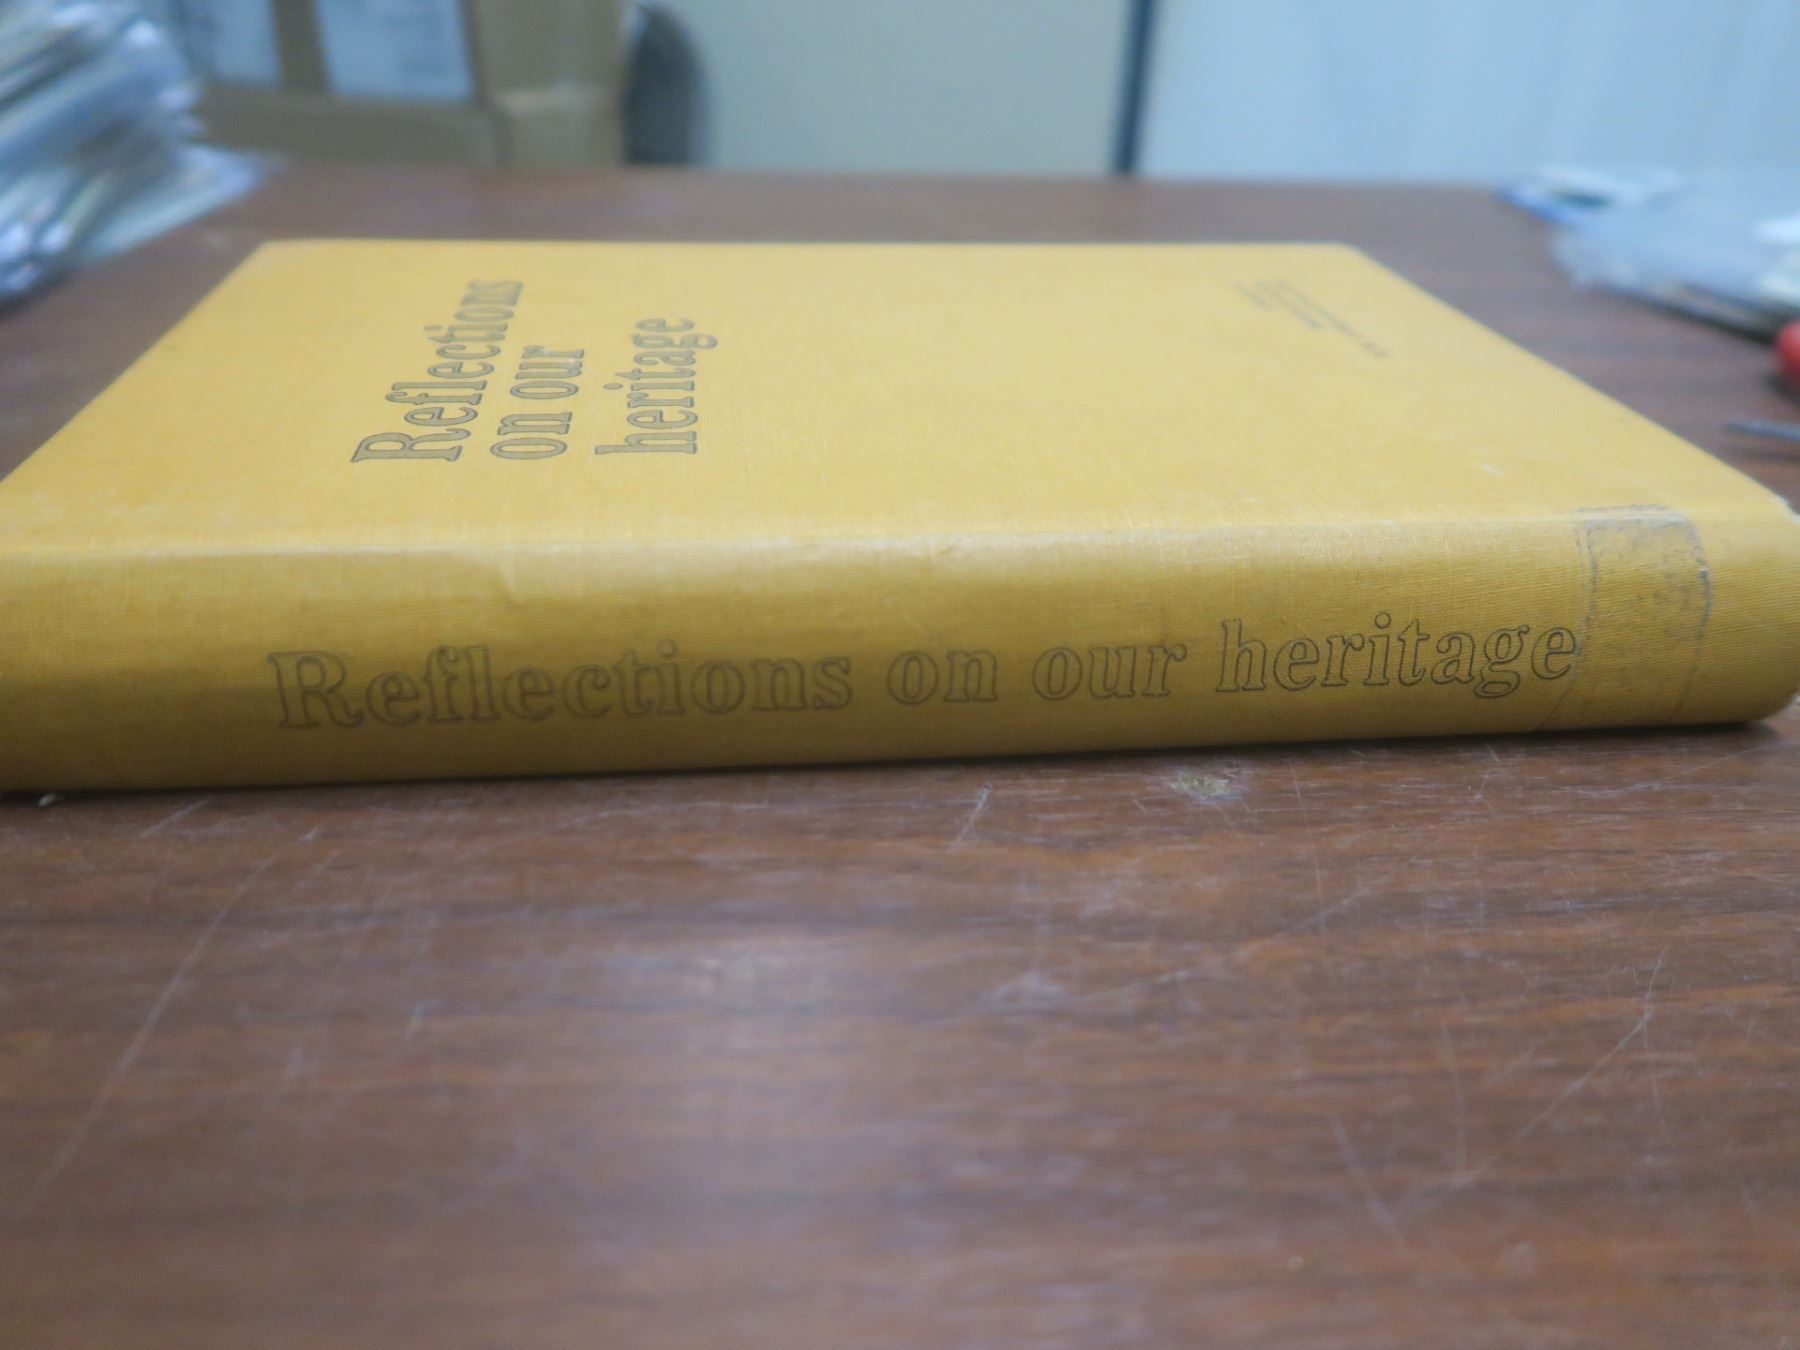 Reflections
on our
heritage
Reflections on our heritage